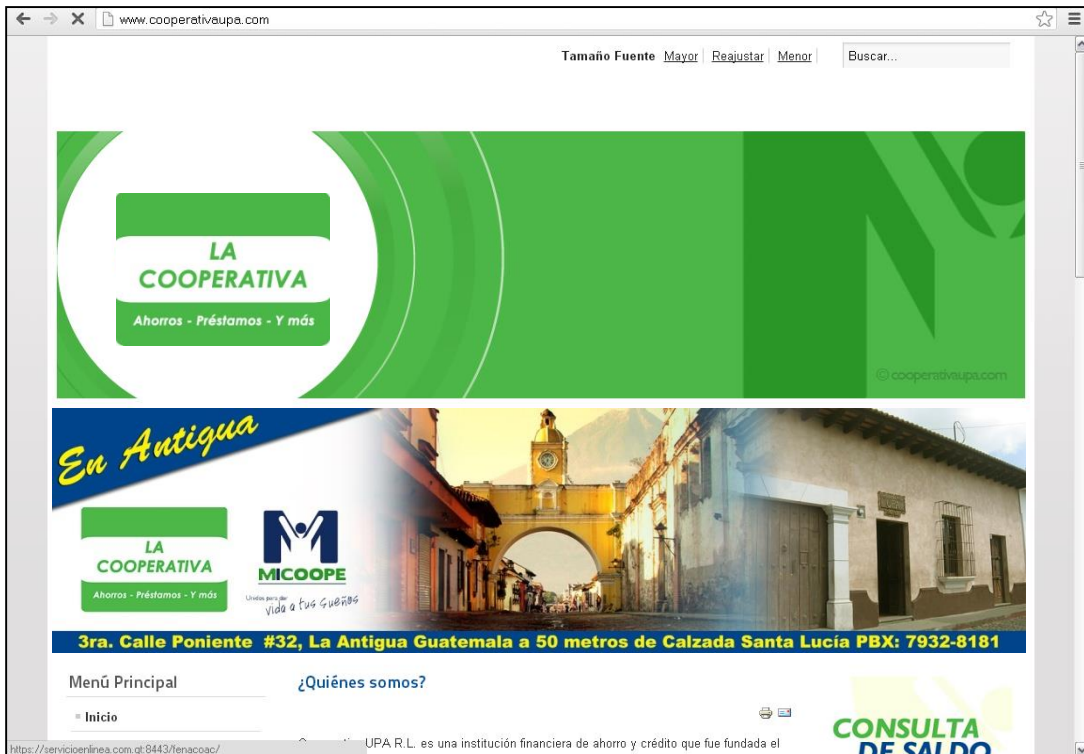 www.cooperativaupa.com
Tamaño Fuente Mayor Reajustar Menor Buscar...
LA
COOPERATIVA
Ahorros - Préstamos - Y más
© cooperativaupa.com
En Antigua
LA
COOPERATIVA
Ahorros - Préstamos - Y más
MICOOPE
Unidos para dar
vida a tus sueños
3ra. Calle Poniente #32, La Antigua Guatemala a 50 metros de Calzada Santa Lucía PBX: 7932-8181
Menú Principal
Inicio
¿Quiénes somos?
UPA R.L. es una institución financiera de ahorro y crédito que fue fundada el
CONSULTA
DE SALDO
https://servicioenlinea.com.gt:8443/fenacoac/